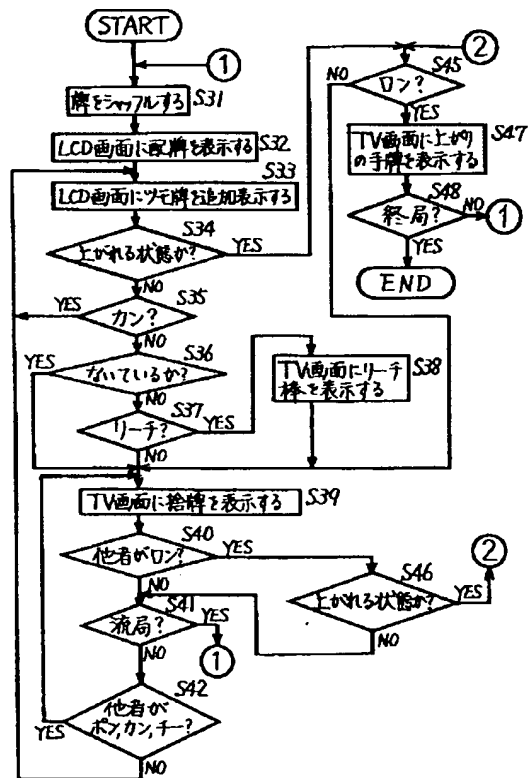 START
①
牌をシャッフルする S31
LCD画面に配牌を表示する S32
S33
LCD画面にツモ牌を追加表示する
S34
上がれる状態か? YES
NO
S35
YES カン?
NO
S36
YES ないているか?
NO
S37
リーチ? YES
NO
TV画面にリーチ
棒を表示する
S38
TV画面に捨牌を表示する S39
S40
他者がロン? YES
NO
S41
流局? YES
①
NO
S42
他者が
ポン,カン,チー?
YES
NO
②
S45
NO ロン?
YES
S47
TV画面に上がり
の手牌を表示する
S48
終局? NO ①
YES
END
②
S46
上がれる状態か? YES
NO